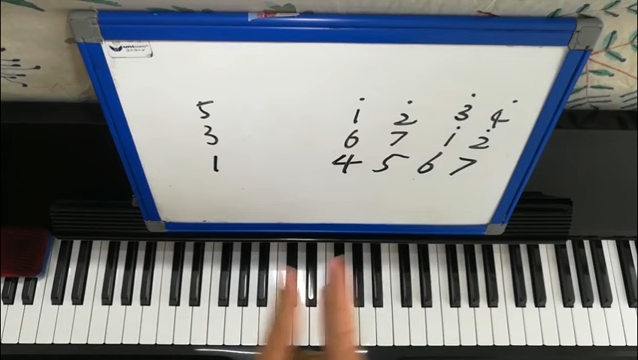 5 1̇ 2̇ 3̇ 4̇
3 6 7 1̇ 2̇
1 4 5 6 7